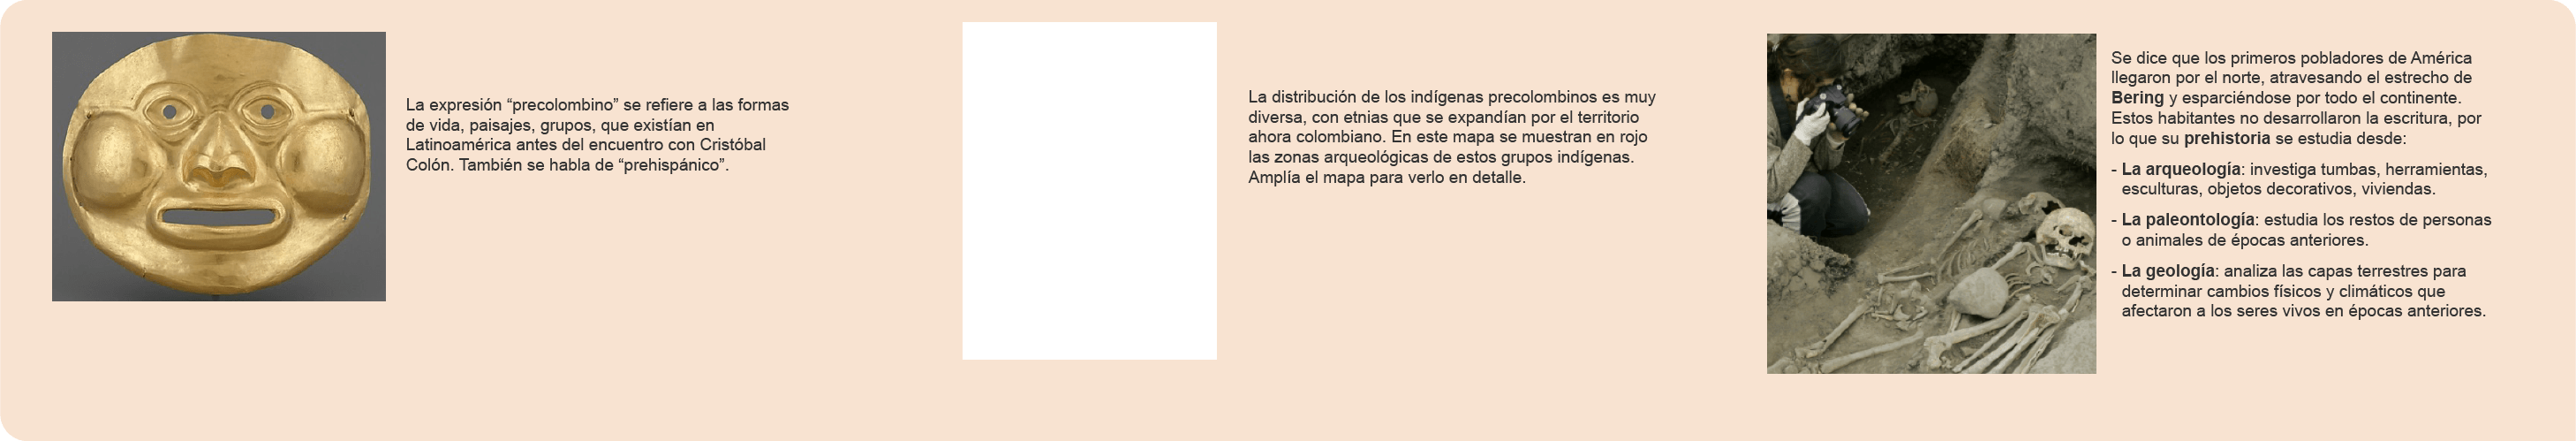 La expresión “precolombino” se refiere a las formas
de vida, paisajes, grupos, que existían en
Latinoamérica antes del encuentro con Cristóbal
Colón. También se habla de “prehispánico”.
La distribución de los indígenas precolombinos es muy
diversa, con etnias que se expandían por el territorio
ahora colombiano. En este mapa se muestran en rojo
las zonas arqueológicas de estos grupos indígenas.
Amplía el mapa para verlo en detalle.
Se dice que los primeros pobladores de América
llegaron por el norte, atravesando el estrecho de
Bering y esparciéndose por todo el continente.
Estos habitantes no desarrollaron la escritura, por
lo que su prehistoria se estudia desde:
- La arqueología: investiga tumbas, herramientas,
esculturas, objetos decorativos, viviendas.
- La paleontología: estudia los restos de personas
o animales de épocas anteriores.
- La geología: analiza las capas terrestres para
determinar cambios físicos y climáticos que
afectaron a los seres vivos en épocas anteriores.